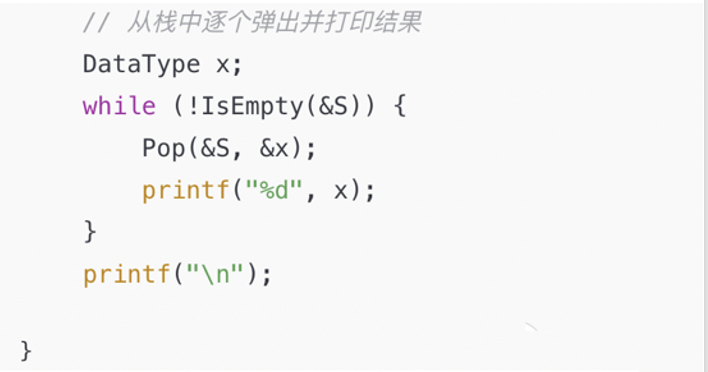 // 从栈中逐个弹出并打印结果
DataType x;
while (!IsEmpty(&S)) {
Pop(&S, &x);
printf("%d", x);
}
printf("\n");
}